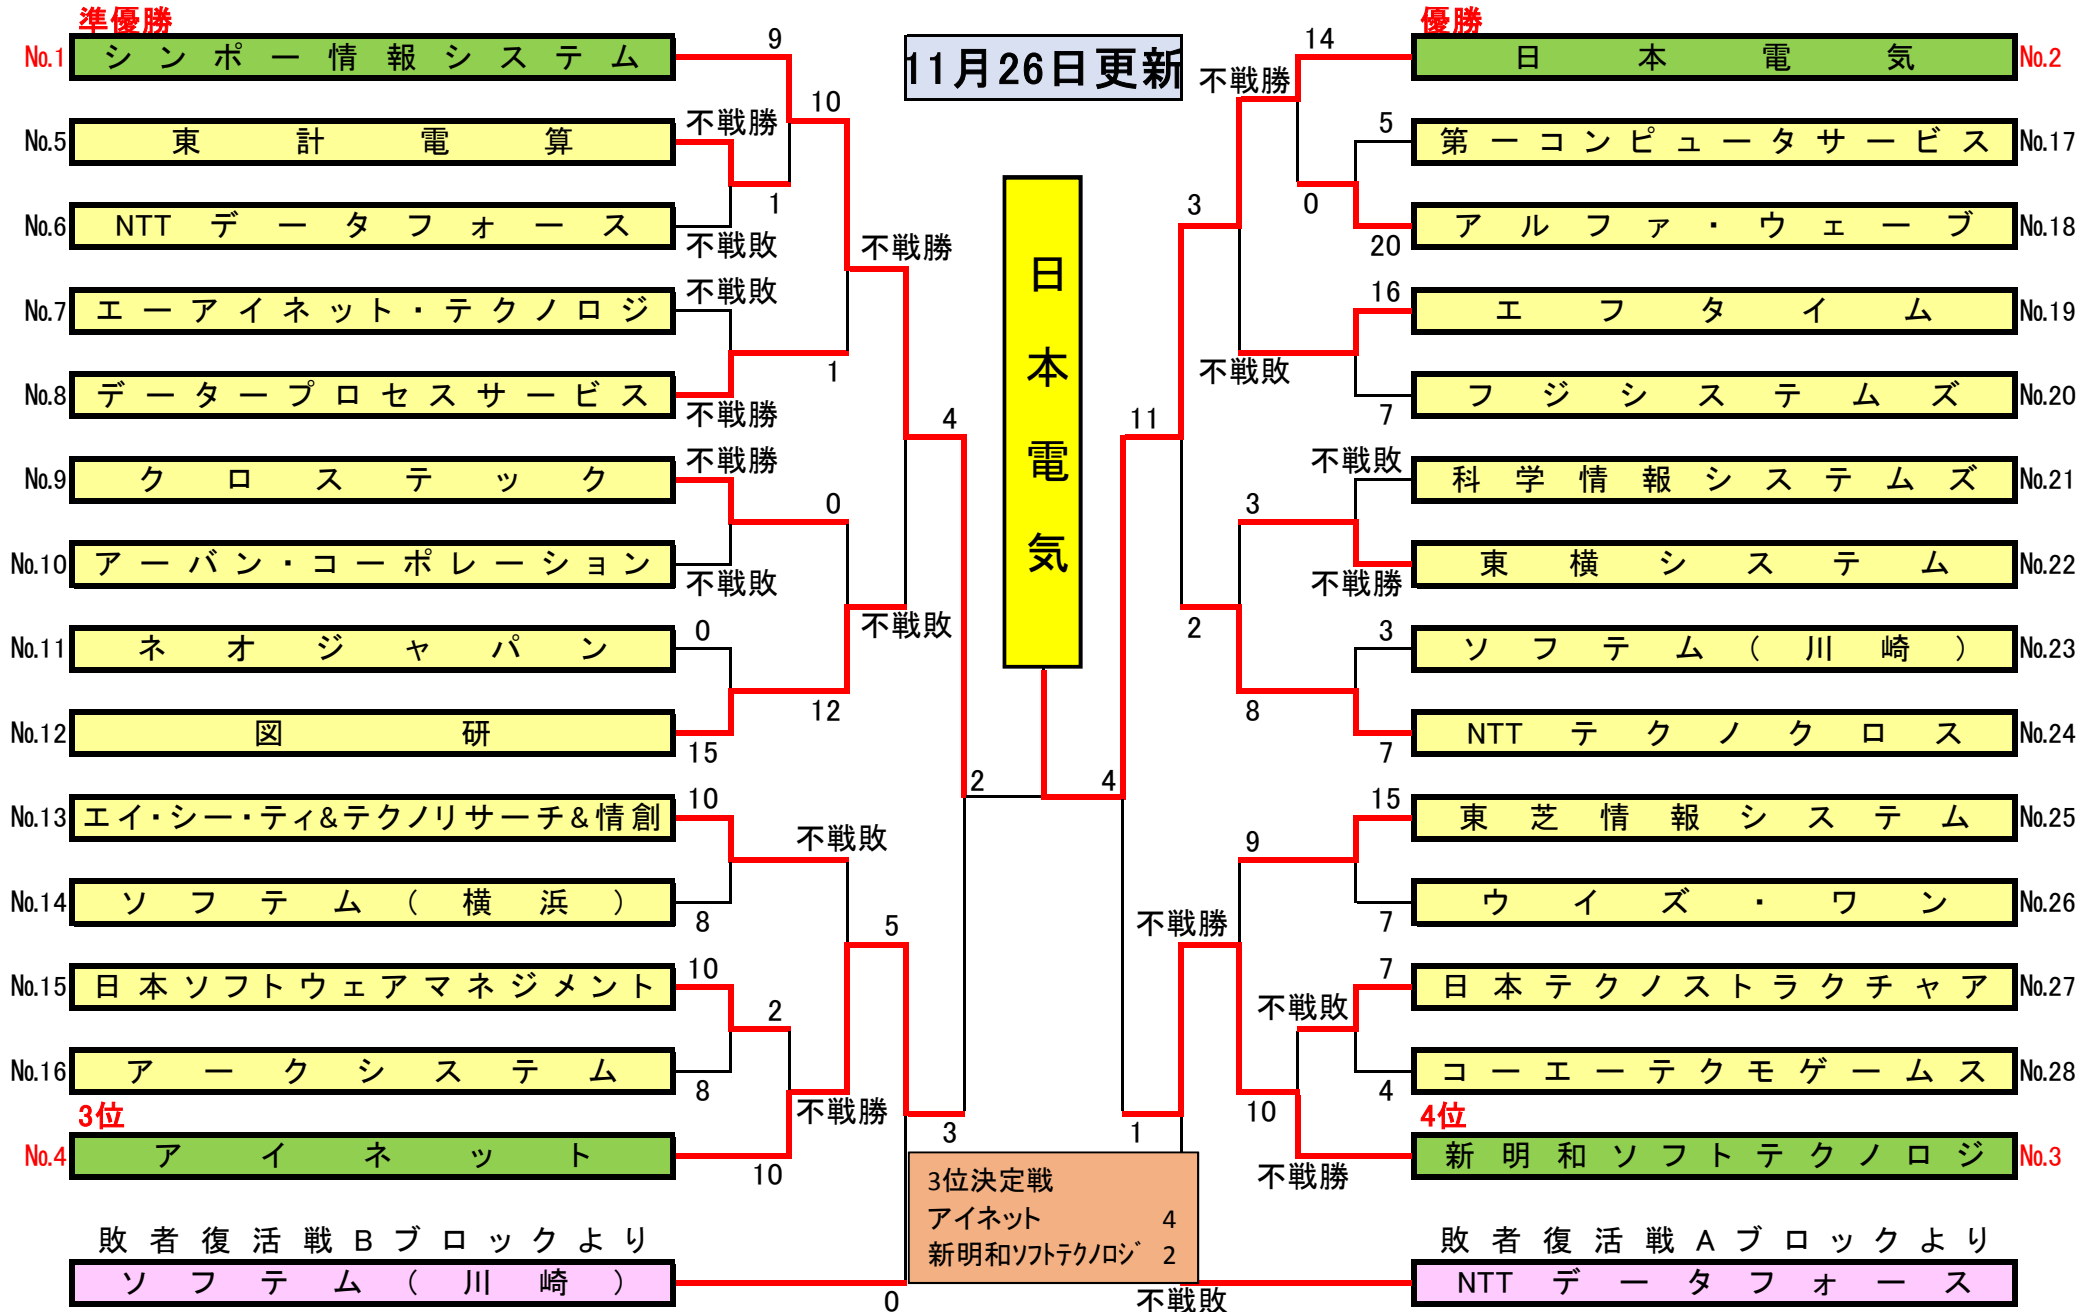 準優勝
No.1 シンポー情報システム
9
不戦勝
No.5 東計電算
10
1
No.6 NTTデータフォース
不戦敗
不戦勝
不戦敗
No.7 エーアイネット・テクノロジ
1
No.8 データープロセスサービス
不戦勝
4
不戦勝
No.9 クロステック
0
No.10 アーバン・コーポレーション
不戦敗
不戦敗
0
No.11 ネオジャパン
12
No.12 図研
15
2
10
No.13 エイ・シー・ティ&テクノリサーチ&情創
不戦敗
No.14 ソフテム(横浜)
8
5
10
No.15 日本ソフトウェアマネジメント
2
No.16 アークシステム
8
不戦勝
3
3位
No.4 アイネット
10
敗者復活戦Bブロックより
ソフテム(川崎)
0
11月26日更新
日本電気
3位決定戦
アイネット 4
新明和ソフトテクノロジ 2
優勝
14
日本電気 No.2
不戦勝
5
第一コンピュータサービス No.17
3
0
アルファ・ウェーブ No.18
20
16
エフタイム No.19
不戦敗
フジシステムズ No.20
7
11
不戦敗
科学情報システムズ No.21
3
東横システム No.22
不戦勝
2
3
ソフテム(川崎) No.23
8
NTTテクノクロス No.24
7
4
15
東芝情報システム No.25
9
ウイズ・ワン No.26
7
不戦勝
7
日本テクノストラクチャア No.27
不戦敗
コーエーテクモゲームス No.28
4
10
1
4位
新明和ソフトテクノロジ No.3
不戦勝
敗者復活戦Aブロックより
NTTデータフォース
不戦敗